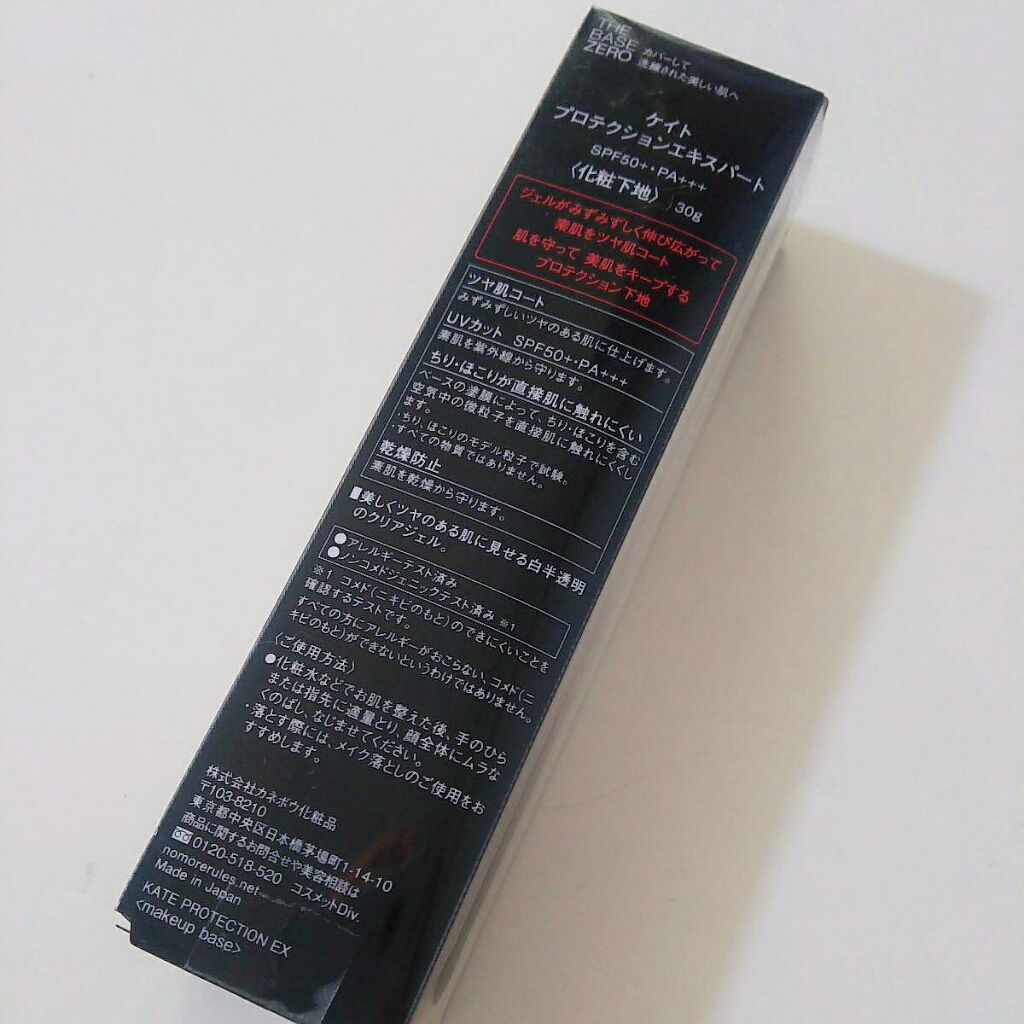 THE
BASE
ZERO
カバーして
洗練された美しい肌へ
ケイト
プロテクションエキスパート
SPF50+・PA+++
〈化粧下地〉 30g
ジェルがみずみずしく伸び広がって
素肌をツヤ肌コート
肌を守って 美肌をキープする
プロテクション下地
ツヤ肌コート
みずみずしいツヤのある肌に仕上げます。
UVカット SPF50+・PA+++
素肌を紫外線から守ります。
ちり・ほこりが直接肌に触れにくい
ベースの塗膜によって、ちり・ほこりを含む
空気中の微粒子を直接肌に触れにくくし
ます。
・ちり、ほこりのモデル粒子で試験。
・すべての物質ではありません。
乾燥防止
素肌を乾燥から守ります。
■美しくツヤのある肌に見せる白半透明
のクリアジェル。
●アレルギーテスト済み
●ノンコメドジェニックテスト済み ※1
※1 コメド(ニキビのもと)のできにくいことを
確認するテストです。
すべての方にアレルギーがおこらない、コメド(ニ
キビのもと)ができないというわけではありません。
〈ご使用方法〉
●化粧水などでお肌を整えた後、手のひら
または指先に適量とり、顔全体にムラな
くのばし、なじませてください。
・落とす際には、メイク落としのご使用をお
すすめします。
株式会社カネボウ化粧品
〒103-8210
東京都中央区日本橋茅場町1-14-10
商品に関するお問合せや美容相談は
0120-518-520 コスメットDiv.
nomorerules.net
Made in Japan
KATE PROTECTION EX
<makeup base>